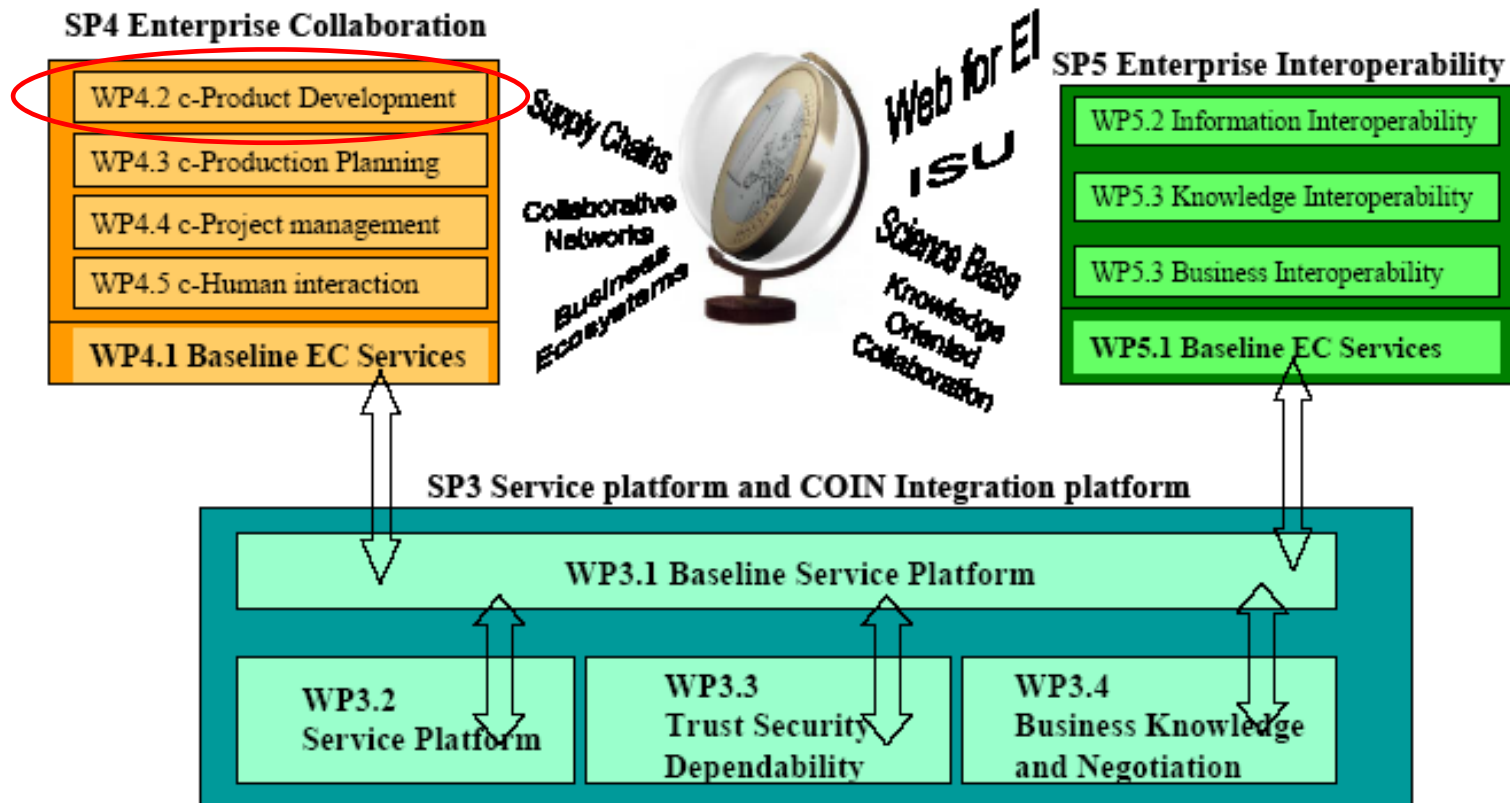 SP4 Enterprise Collaboration
WP4.2 c-Product Development
WP4.3 c-Production Planning
WP4.4 c-Project management
WP4.5 c-Human interaction
WP4.1 Baseline EC Services
Supply Chains
Collaborative
Networks
Business
Ecosystems
Web for EI
ISU
Science Base
Knowledge
Oriented
Collaboration
SP5 Enterprise Interoperability
WP5.2 Information Interoperability
WP5.3 Knowledge Interoperability
WP5.3 Business Interoperability
WP5.1 Baseline EC Services
SP3 Service platform and COIN Integration platform
WP3.1 Baseline Service Platform
WP3.2
Service Platform
WP3.3
Trust Security
Dependability
WP3.4
Business Knowledge
and Negotiation